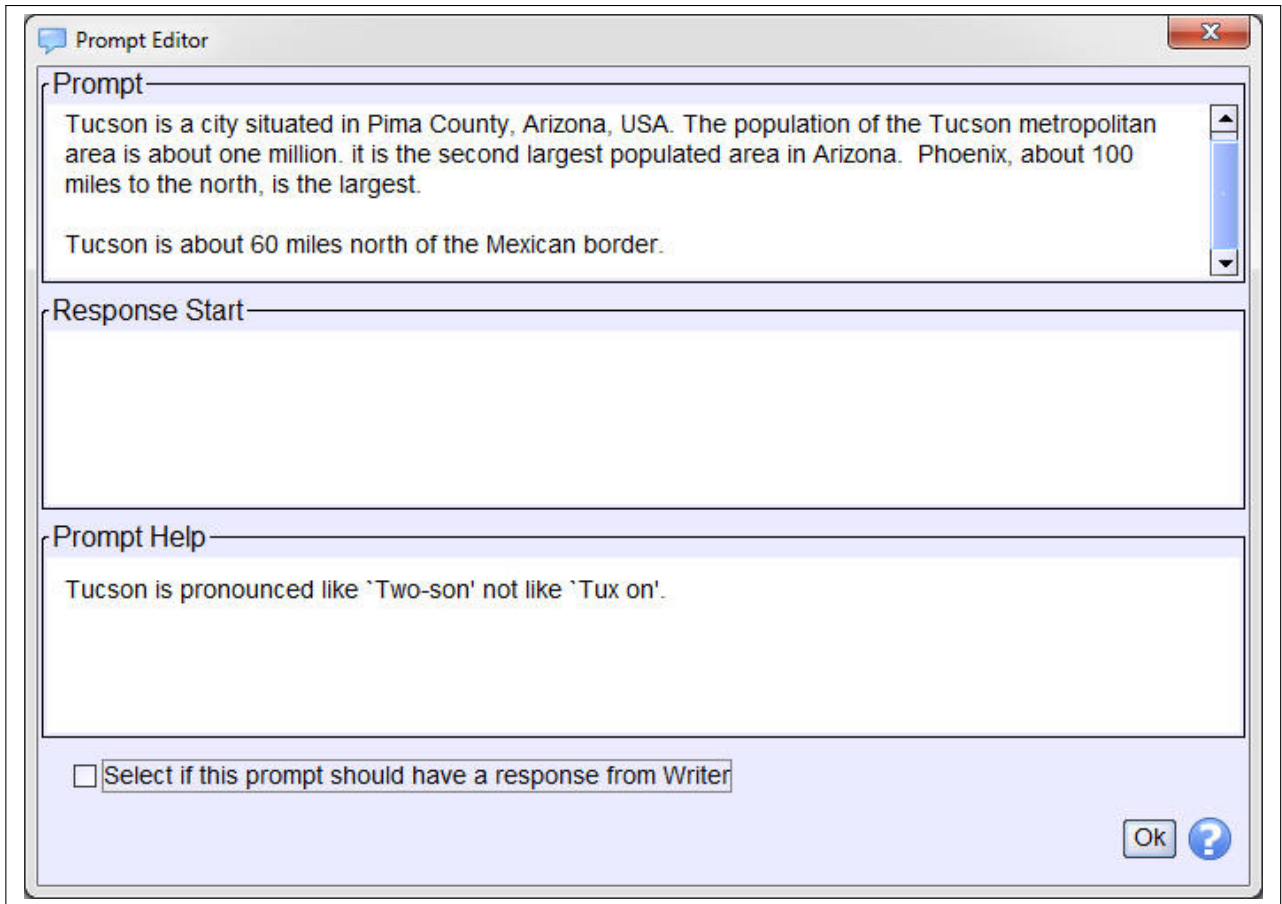 Prompt Editor
x
Prompt
Tucson is a city situated in Pima County, Arizona, USA. The population of the Tucson metropolitan
area is about one million. it is the second largest populated area in Arizona.  Phoenix, about 100
miles to the north, is the largest.
Tucson is about 60 miles north of the Mexican border.
Response Start
Prompt Help
Tucson is pronounced like `Two-son' not like `Tux on'.
Select if this prompt should have a response from Writer
Ok ?